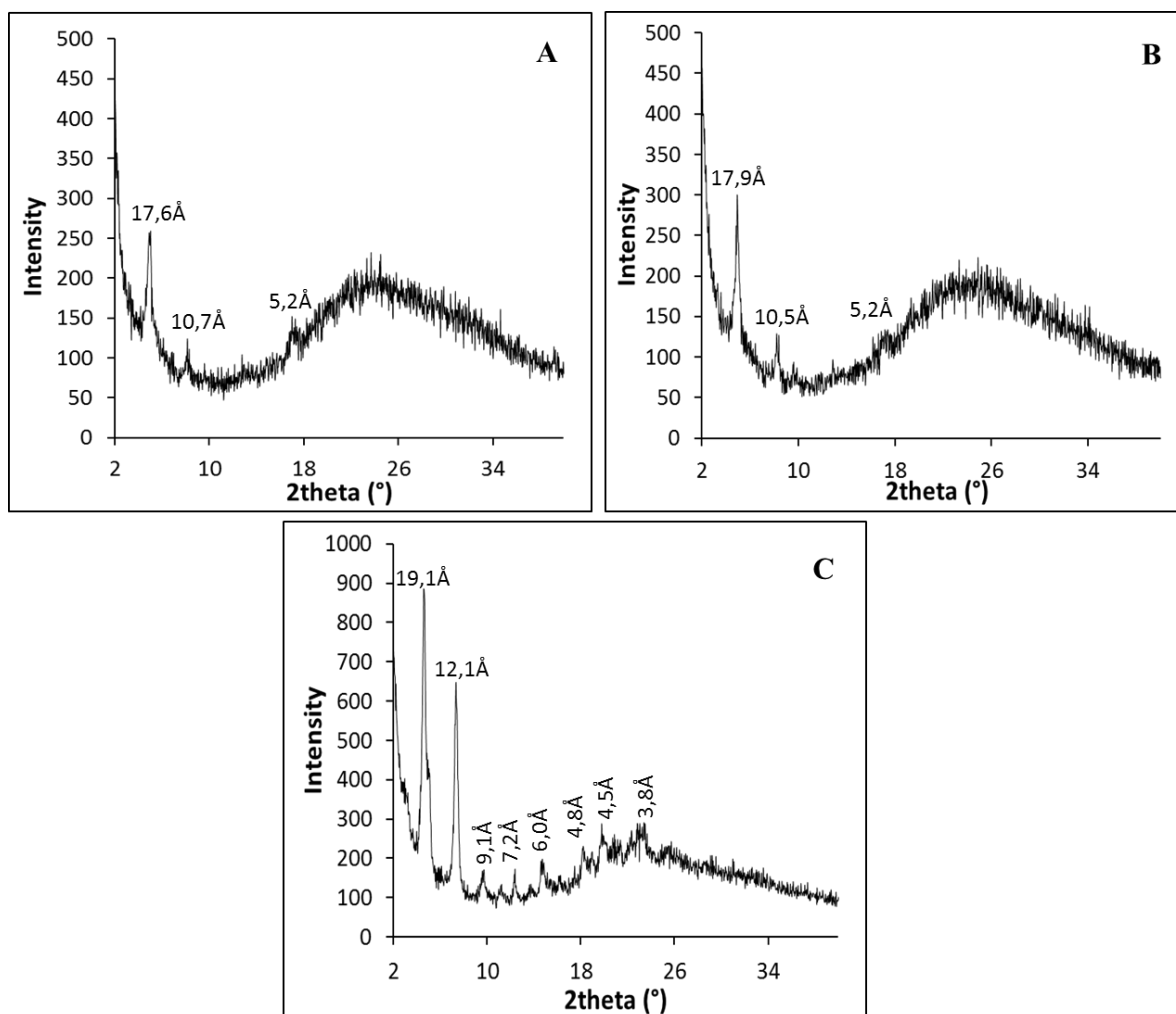 A
500
450
400
350
300
250
200
150
100
50
0
Intensity
17,6Å
10,7Å
5,2Å
2 10 18 26 34
2theta (°)
B
500
450
400
350
300
250
200
150
100
50
0
Intensity
17,9Å
10,5Å
5,2Å
2 10 18 26 34
2theta (°)
C
1000
900
800
700
600
500
400
300
200
100
0
Intensity
19,1Å
12,1Å
9,1Å
7,2Å
6,0Å
4,8Å
4,5Å
3,8Å
2 10 18 26 34
2theta (°)